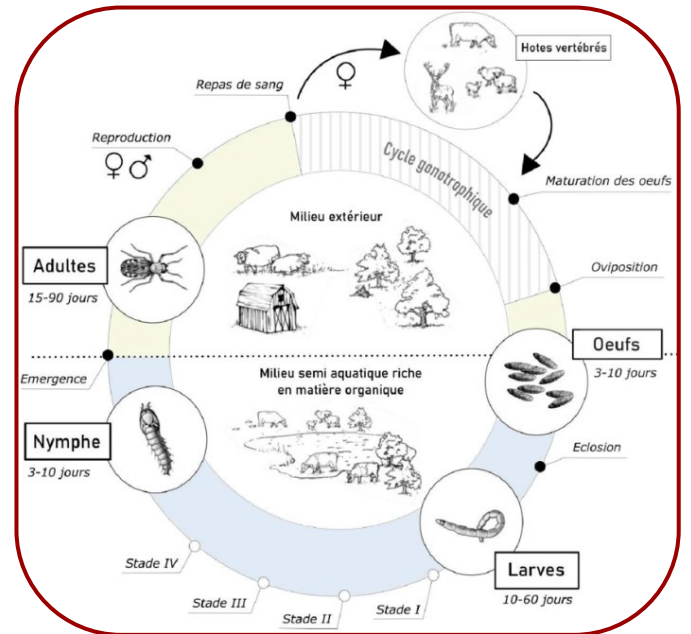 Hotes vertébrés
Repas de sang
Reproduction
Cycle gonotrophique
Maturation des oeufs
Milieu extérieur
Adultes
15-90 jours
Oviposition
Oeufs
3-10 jours
Emergence
Milieu semi aquatique riche
en matière organique
Nymphe
3-10 jours
Eclosion
Stade IV
Stade III
Stade II
Stade I
Larves
10-60 jours